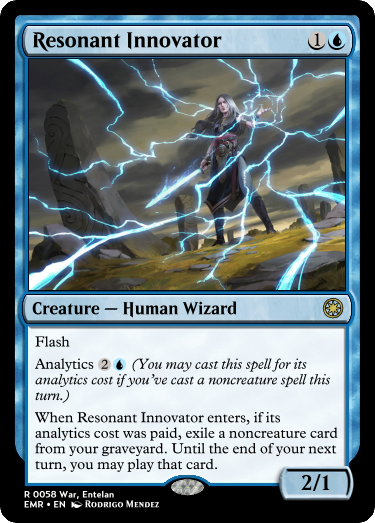 Resonant Innovator 1
Creature — Human Wizard
Flash
Analytics 2 (You may cast this spell for its
analytics cost if you've cast a noncreature spell this
turn.)
When Resonant Innovator enters, if its
analytics cost was paid, exile a noncreature card
from your graveyard. Until the end of your next
turn, you may play that card.
2/1
R 0058 War, Entelan
EMR • EN Rodrigo Mendez